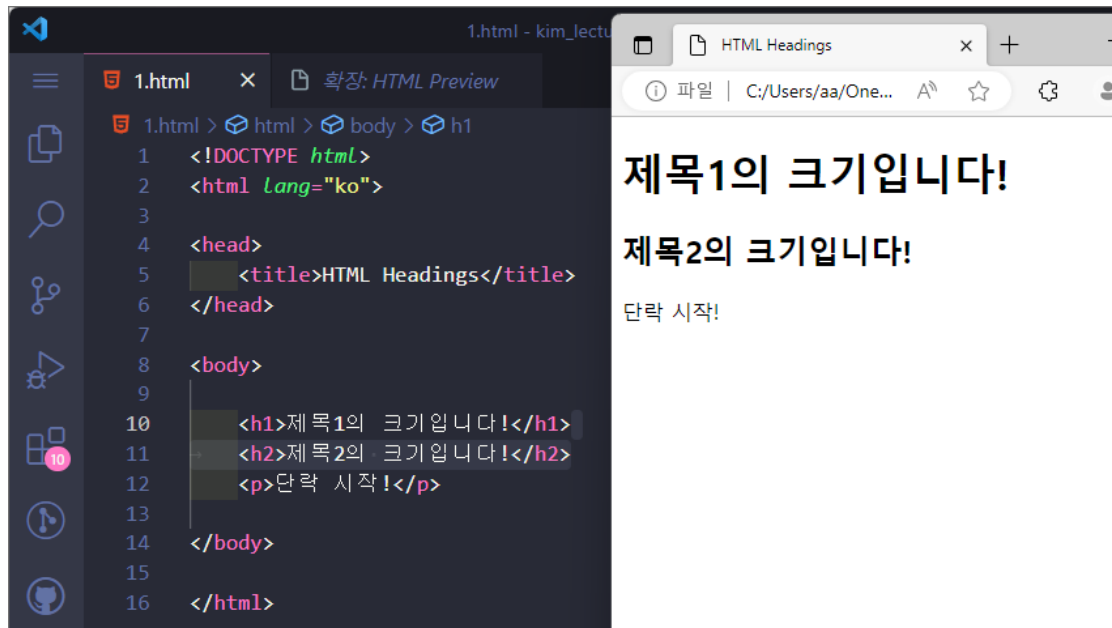 1.html - kim_lectu
1.html
확장: HTML Preview
1.html > html > body > h1
1 <!DOCTYPE html>
2 <html lang="ko">
3
4 <head>
5 <title>HTML Headings</title>
6 </head>
7
8 <body>
9
10 <h1>제목1의 크기입니다!</h1>
11 <h2>제목2의 크기입니다!</h2>
12 <p>단락 시작!</p>
13
14 </body>
15
16 </html>
10
HTML Headings
파일 | C:/Users/aa/One...
제목1의 크기입니다!
제목2의 크기입니다!
단락 시작!